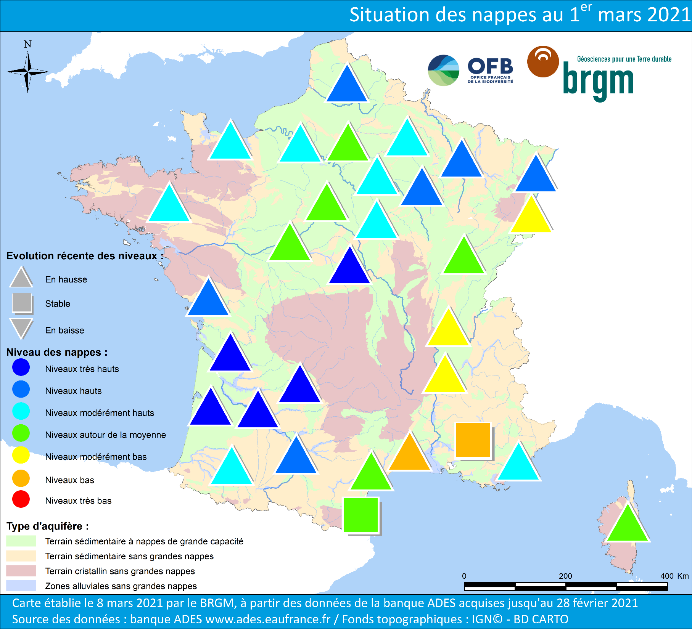 Situation des nappes au 1er mars 2021
N
OFB
OFFICE FRANÇAIS
DE LA BIODIVERSITÉ
Géosciences pour une Terre durable
brgm
Evolution récente des niveaux :
En hausse
Stable
En baisse
Niveau des nappes :
Niveaux très hauts
Niveaux hauts
Niveaux modérément hauts
Niveaux autour de la moyenne
Niveaux modérément bas
Niveaux bas
Niveaux très bas
Type d'aquifère :
Terrain sédimentaire à nappes de grande capacité
Terrain sédimentaire sans grandes nappes
Terrain cristallin sans grandes nappes
Zones alluviales sans grandes nappes
0 200 400 Km
Carte établie le 8 mars 2021 par le BRGM, à partir des données de la banque ADES acquises jusqu'au 28 février 2021
Source des données : banque ADES www.ades.eaufrance.fr / Fonds topographiques : IGN© - BD CARTO